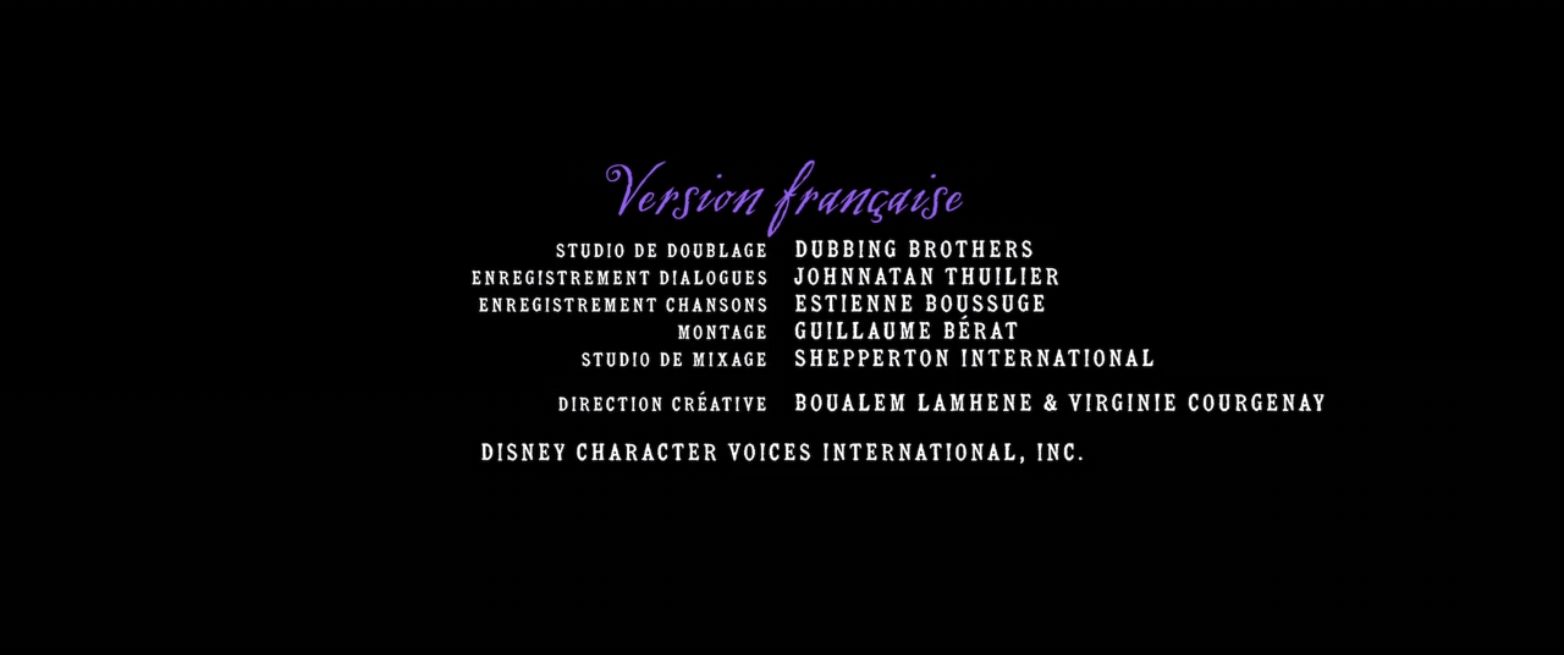 Version française
STUDIO DE DOUBLAGE DUBBING BROTHERS
ENREGISTREMENT DIALOGUES JOHNNATAN THUILIER
ENREGISTREMENT CHANSONS ESTIENNE BOUSSUGE
MONTAGE GUILLAUME BÉRAT
STUDIO DE MIXAGE SHEPPERTON INTERNATIONAL
DIRECTION CRÉATIVE BOUALEM LAMHENE & VIRGINIE COURGENAY
DISNEY CHARACTER VOICES INTERNATIONAL, INC.